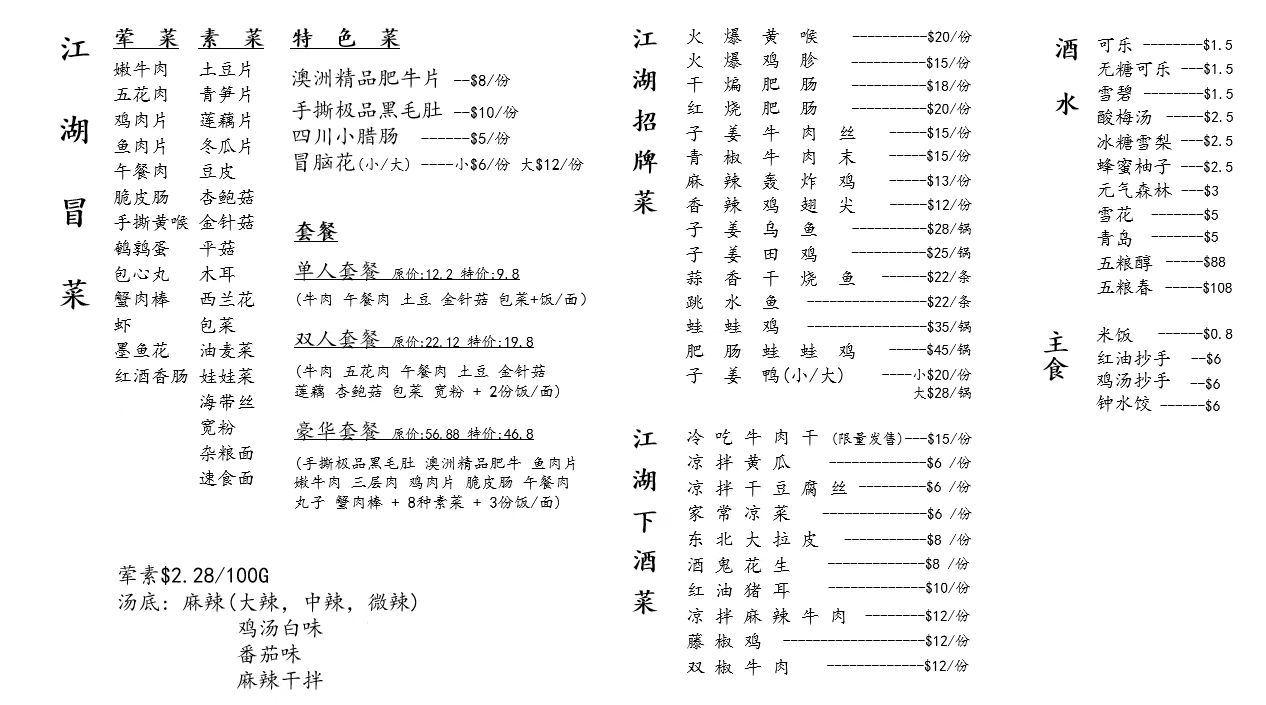 江湖冒菜
荤菜
嫩牛肉
五花肉
鸡肉片
鱼肉片
午餐肉
脆皮肠
手撕黄喉
鹌鹑蛋
包心丸
蟹肉棒
虾
墨鱼花
红酒香肠
素菜
土豆片
青笋片
莲藕片
冬瓜片
豆皮
杏鲍菇
金针菇
平菇
木耳
西兰花
包菜
油麦菜
娃娃菜
海带丝
宽粉
杂粮面
速食面
特色菜
澳洲精品肥牛片 --$8/份
手撕极品黑毛肚 --$10/份
四川小腊肠 ------$5/份
冒脑花(小/大) ----小$6/份 大$12/份
套餐
单人套餐 原价:12.2 特价:9.8
(牛肉 午餐肉 土豆 金针菇 包菜+饭/面)
双人套餐 原价:22.12 特价:19.8
(牛肉 五花肉 午餐肉 土豆 金针菇
莲藕 杏鲍菇 包菜 宽粉 + 2份饭/面)
豪华套餐 原价:56.88 特价:46.8
(手撕极品黑毛肚 澳洲精品肥牛 鱼肉片
嫩牛肉 三层肉 鸡肉片 脆皮肠 午餐肉
丸子 蟹肉棒 + 8种素菜 + 3份饭/面)
荤素$2.28/100G
汤底: 麻辣(大辣, 中辣, 微辣)
鸡汤白味
番茄味
麻辣干拌
江湖招牌菜
火爆黄喉 ----------$20/份
火爆鸡胗 ----------$15/份
干煸肥肠 ----------$18/份
红烧肥肠 ----------$20/份
子姜牛肉丝 -----$15/份
青椒牛肉末 -----$15/份
麻辣轰炸鸡 -----$13/份
香辣鸡翅尖 -----$12/份
子姜乌鱼 ----------$28/锅
子姜田鸡 ----------$25/锅
蒜香干烧鱼 ------$22/条
跳水鱼 ----------------$22/条
蛙蛙鸡 ----------------$35/锅
肥肠蛙蛙鸡 -----$45/锅
子姜鸭(小/大) ----小$20/份
大$28/锅
江湖下酒菜
冷吃牛肉干 (限量发售)---$15/份
凉拌黄瓜 -------------$6 /份
凉拌干豆腐丝 ---------$6 /份
家常凉菜 --------------$6 /份
东北大拉皮 -----------$8 /份
酒鬼花生 -------------$8 /份
红油猪耳 ------------$10/份
凉拌麻辣牛肉 --------$12/份
藤椒鸡 -------------------$12/份
双椒牛肉 -------------$12/份
酒水
可乐 --------$1.5
无糖可乐 ---$1.5
雪碧 --------$1.5
酸梅汤 -----$2.5
冰糖雪梨 ---$2.5
蜂蜜柚子 ---$2.5
元气森林 ---$3
雪花 -------$5
青岛 -------$5
五粮醇 -----$88
五粮春 -----$108
主食
米饭 ------$0.8
红油抄手 --$6
鸡汤抄手 --$6
钟水饺 ------$6